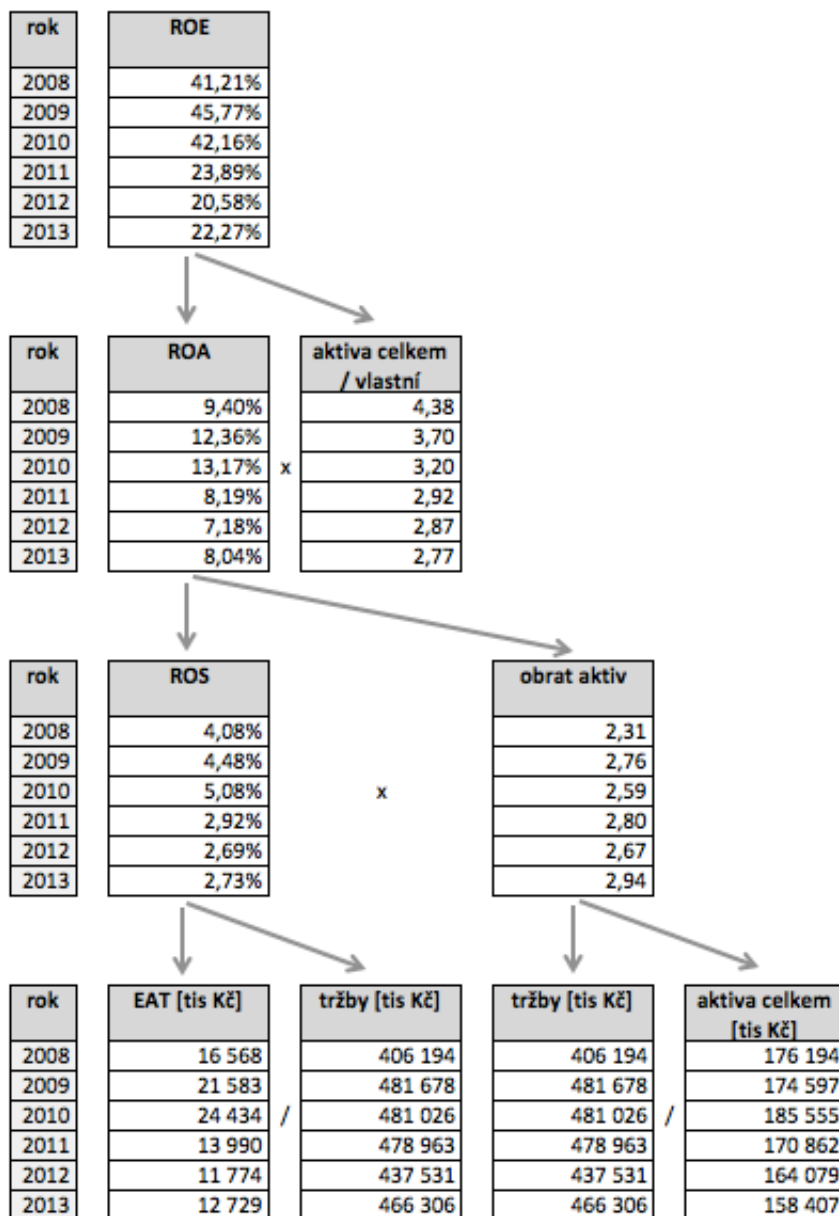 rok ROE
2008 41,21%
2009 45,77%
2010 42,16%
2011 23,89%
2012 20,58%
2013 22,27%
rok ROA aktiva celkem
/ vlastní
2008 9,40% 4,38
2009 12,36% 3,70
2010 13,17% x 3,20
2011 8,19% 2,92
2012 7,18% 2,87
2013 8,04% 2,77
rok ROS obrat aktiv
2008 4,08% 2,31
2009 4,48% 2,76
2010 5,08% x 2,59
2011 2,92% 2,80
2012 2,69% 2,67
2013 2,73% 2,94
rok EAT [tis Kč] tržby [tis Kč] tržby [tis Kč] aktiva celkem
[tis Kč]
2008 16 568 406 194 406 194 176 194
2009 21 583 481 678 481 678 174 597
2010 24 434 / 481 026 481 026 / 185 555
2011 13 990 478 963 478 963 170 862
2012 11 774 437 531 437 531 164 079
2013 12 729 466 306 466 306 158 407